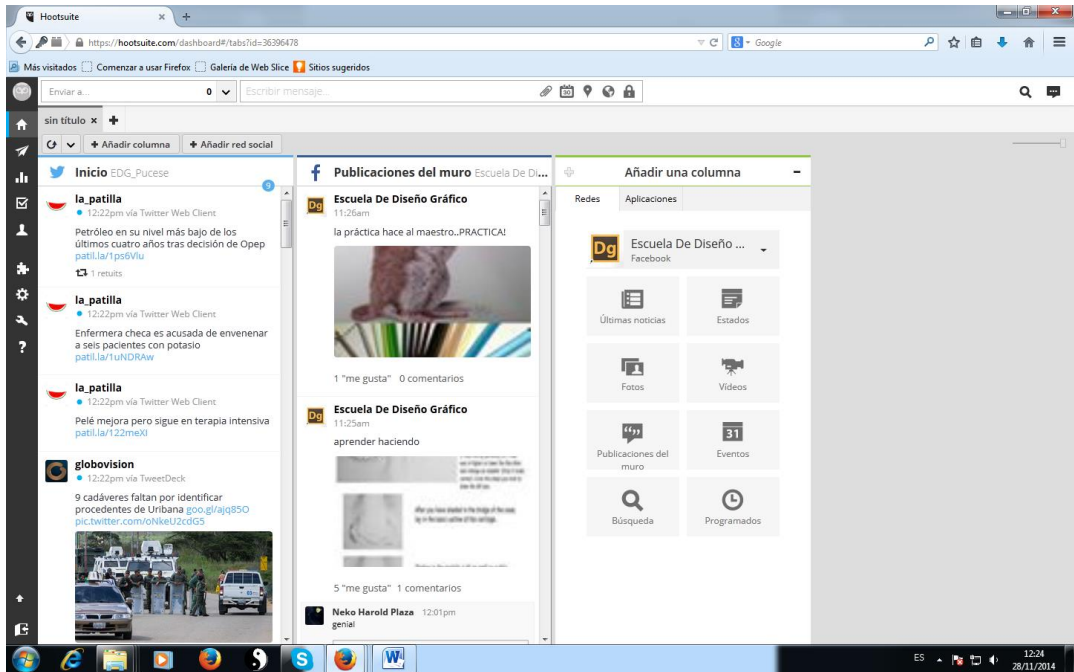 Hootsuite
https://hootsuite.com/dashboard#/tabs?id=36396478
Google
Más visitados
Comenzar a usar Firefox
Galería de Web Slice
Sitios sugeridos
Enviar a...
0
Escribir mensaje...
sin título
Añadir columna
Añadir red social
Inicio EDG_Pucese
9
la_patilla
12:22pm vía Twitter Web Client
Petróleo en su nivel más bajo de los
últimos cuatro años tras decisión de Opep
patil.la/1ps6Vlu
1 retuits
la_patilla
12:22pm vía Twitter Web Client
Enfermera checa es acusada de envenenar
a seis pacientes con potasio
patil.la/1uNDRAw
la_patilla
12:22pm vía Twitter Web Client
Pelé mejora pero sigue en terapia intensiva
patil.la/122meXI
globovision
12:22pm vía TweetDeck
9 cadáveres faltan por identificar
procedentes de Uribana goo.gl/ajq85O
pic.twitter.com/oNkeU2cdG5
Publicaciones del muro Escuela De Di...
Dg
Escuela De Diseño Gráfico
11:26am
la práctica hace al maestro..PRACTICA!
1 "me gusta" 0 comentarios
Dg
Escuela De Diseño Gráfico
11:25am
aprender haciendo
5 "me gusta" 1 comentarios
Neko Harold Plaza 12:01pm
genial
Añadir una columna
Redes
Aplicaciones
Dg
Escuela De Diseño ...
Facebook
Últimas noticias
Estados
Fotos
Vídeos
Publicaciones del
muro
31
Eventos
Búsqueda
Programados
ES
12:24
28/11/2014